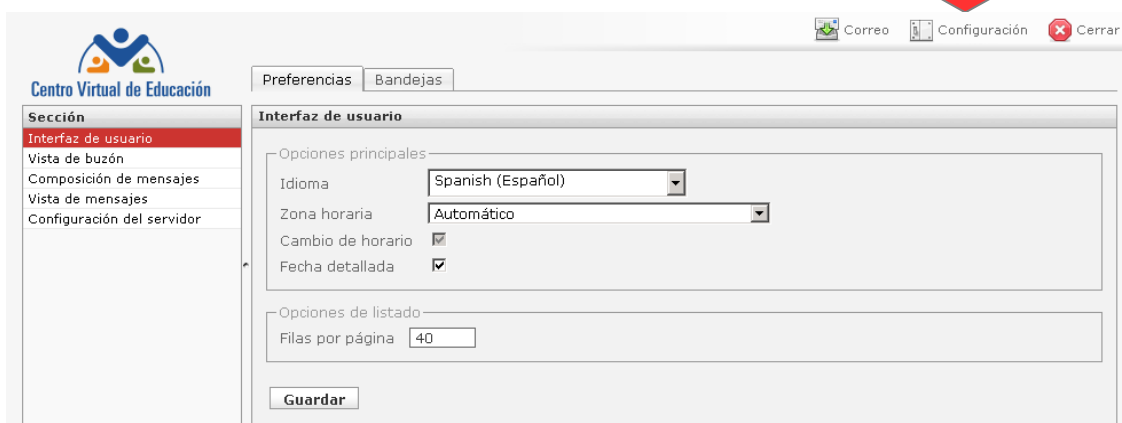 Correo Configuración Cerrar
Centro Virtual de Educación
Preferencias Bandejas
Sección
Interfaz de usuario
Vista de buzón
Composición de mensajes
Vista de mensajes
Configuración del servidor
Interfaz de usuario
Opciones principales
Idioma Spanish (Español)
Zona horaria Automático
Cambio de horario
Fecha detallada
Opciones de listado
Filas por página 40
Guardar